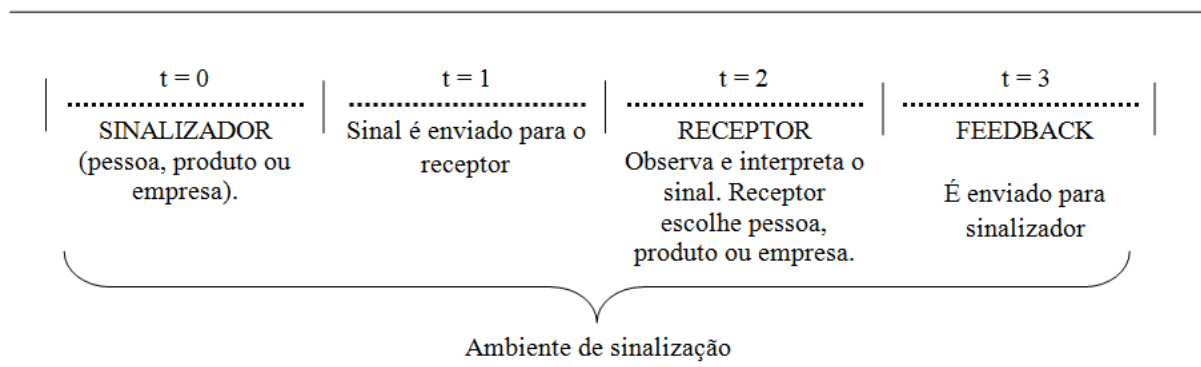 t = 0
SINALIZADOR
(pessoa, produto ou
empresa).
t = 1
Sinal é enviado para o
receptor
t = 2
RECEPTOR
Observa e interpreta o
sinal. Receptor
escolhe pessoa,
produto ou empresa.
t = 3
FEEDBACK
É enviado para
sinalizador
Ambiente de sinalização